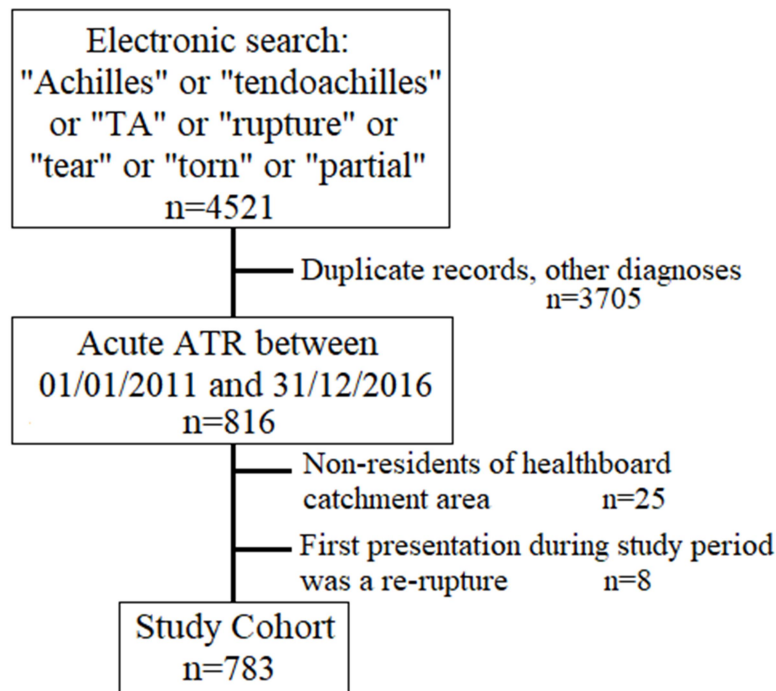 Electronic search:
"Achilles" or "tendoachilles"
or "TA" or "rupture" or
"tear" or "torn" or "partial"
n=4521
Duplicate records, other diagnoses
n=3705
Acute ATR between
01/01/2011 and 31/12/2016
n=816
Non-residents of healthboard
catchment area n=25
First presentation during study period
was a re-rupture n=8
Study Cohort
n=783